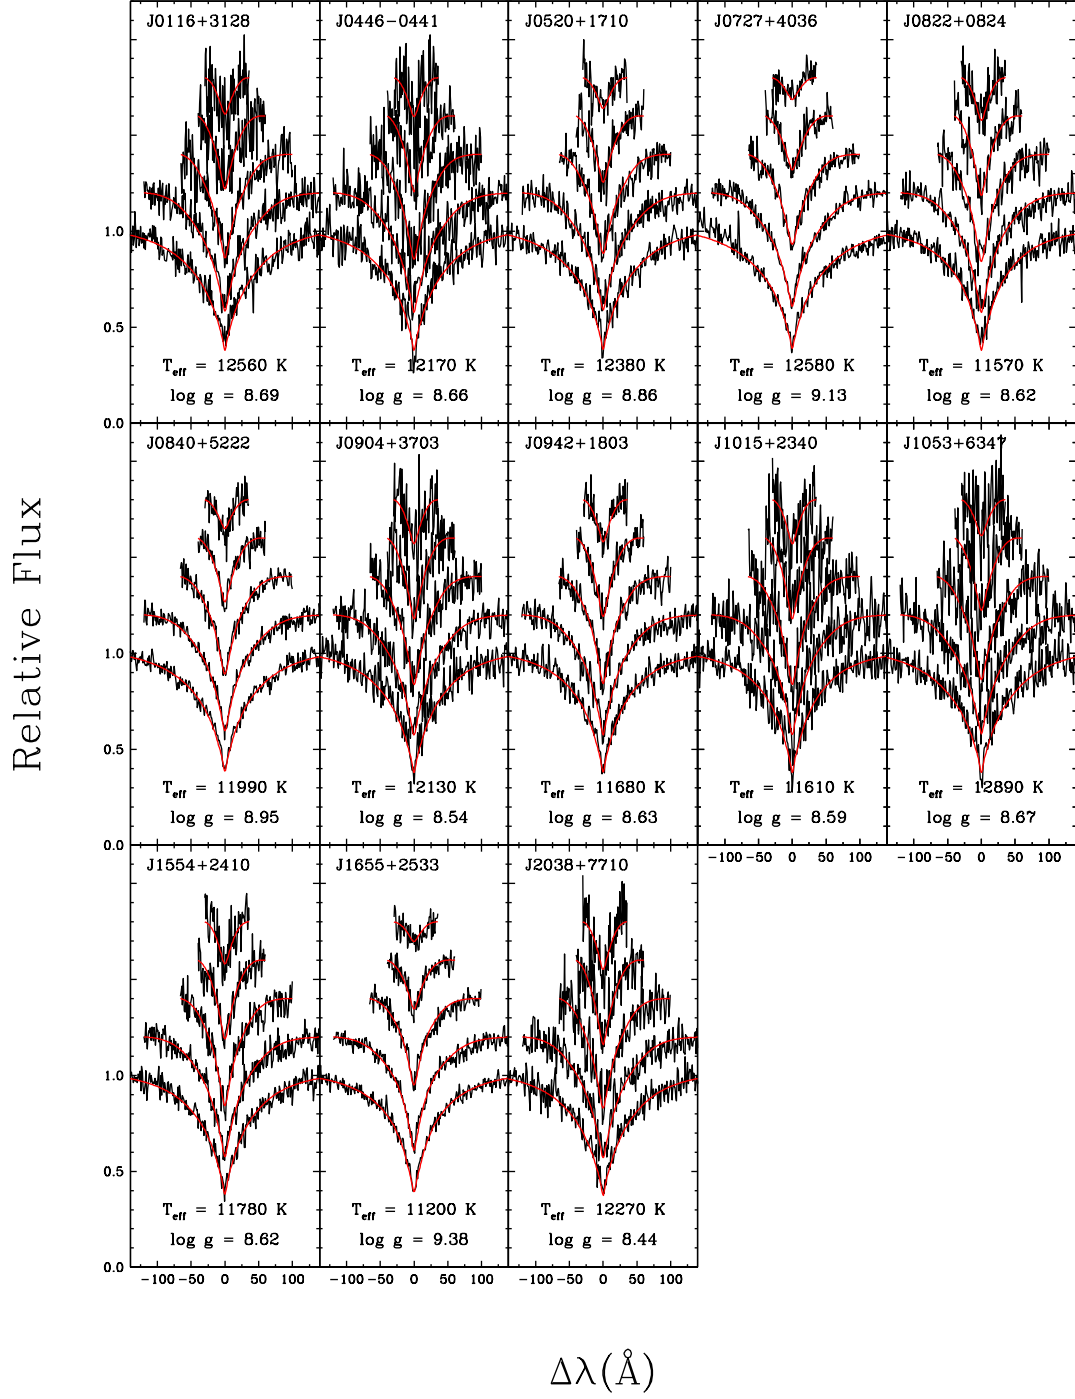 J0116+3128
J0446−0441
J0520+1710
J0727+4036
J0822+0824
1.0
0.5
0.0
Teff = 12560 K
log g = 8.69
Teff = 12170 K
log g = 8.66
Teff = 12380 K
log g = 8.86
Teff = 12580 K
log g = 9.13
Teff = 11570 K
log g = 8.62
J0840+5222
J0904+3703
J0942+1803
J1015+2340
J1053+6347
Relative Flux
1.0
0.5
0.0
Teff = 11990 K
log g = 8.95
Teff = 12130 K
log g = 8.54
Teff = 11680 K
log g = 8.63
Teff = 11610 K
log g = 8.59
Teff = 12890 K
log g = 8.67
−100 −50 0 50 100
−100 −50 0 50 100
J1554+2410
J1655+2533
J2038+7710
1.0
0.5
0.0
Teff = 11780 K
log g = 8.62
Teff = 11200 K
log g = 9.38
Teff = 12270 K
log g = 8.44
−100 −50 0 50 100
−100 −50 0 50 100
−100 −50 0 50 100
Δλ(Å)